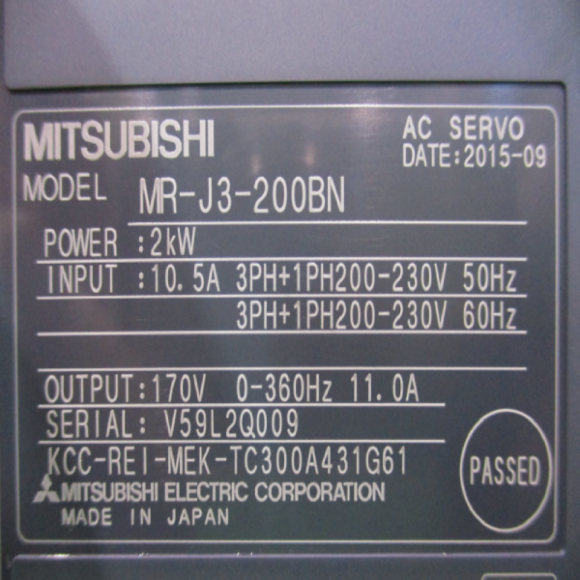 MITSUBISHI
AC SERVO
DATE:2015-09
MODEL MR-J3-200BN
POWER :2kW
INPUT :10.5A 3PH+1PH200-230V 50Hz
3PH+1PH200-230V 60Hz
OUTPUT:170V 0-360Hz 11.0A
SERIAL: V59L2Q009
KCC-REI-MEK-TC300A431G61
PASSED
MITSUBISHI ELECTRIC CORPORATION
MADE IN JAPAN